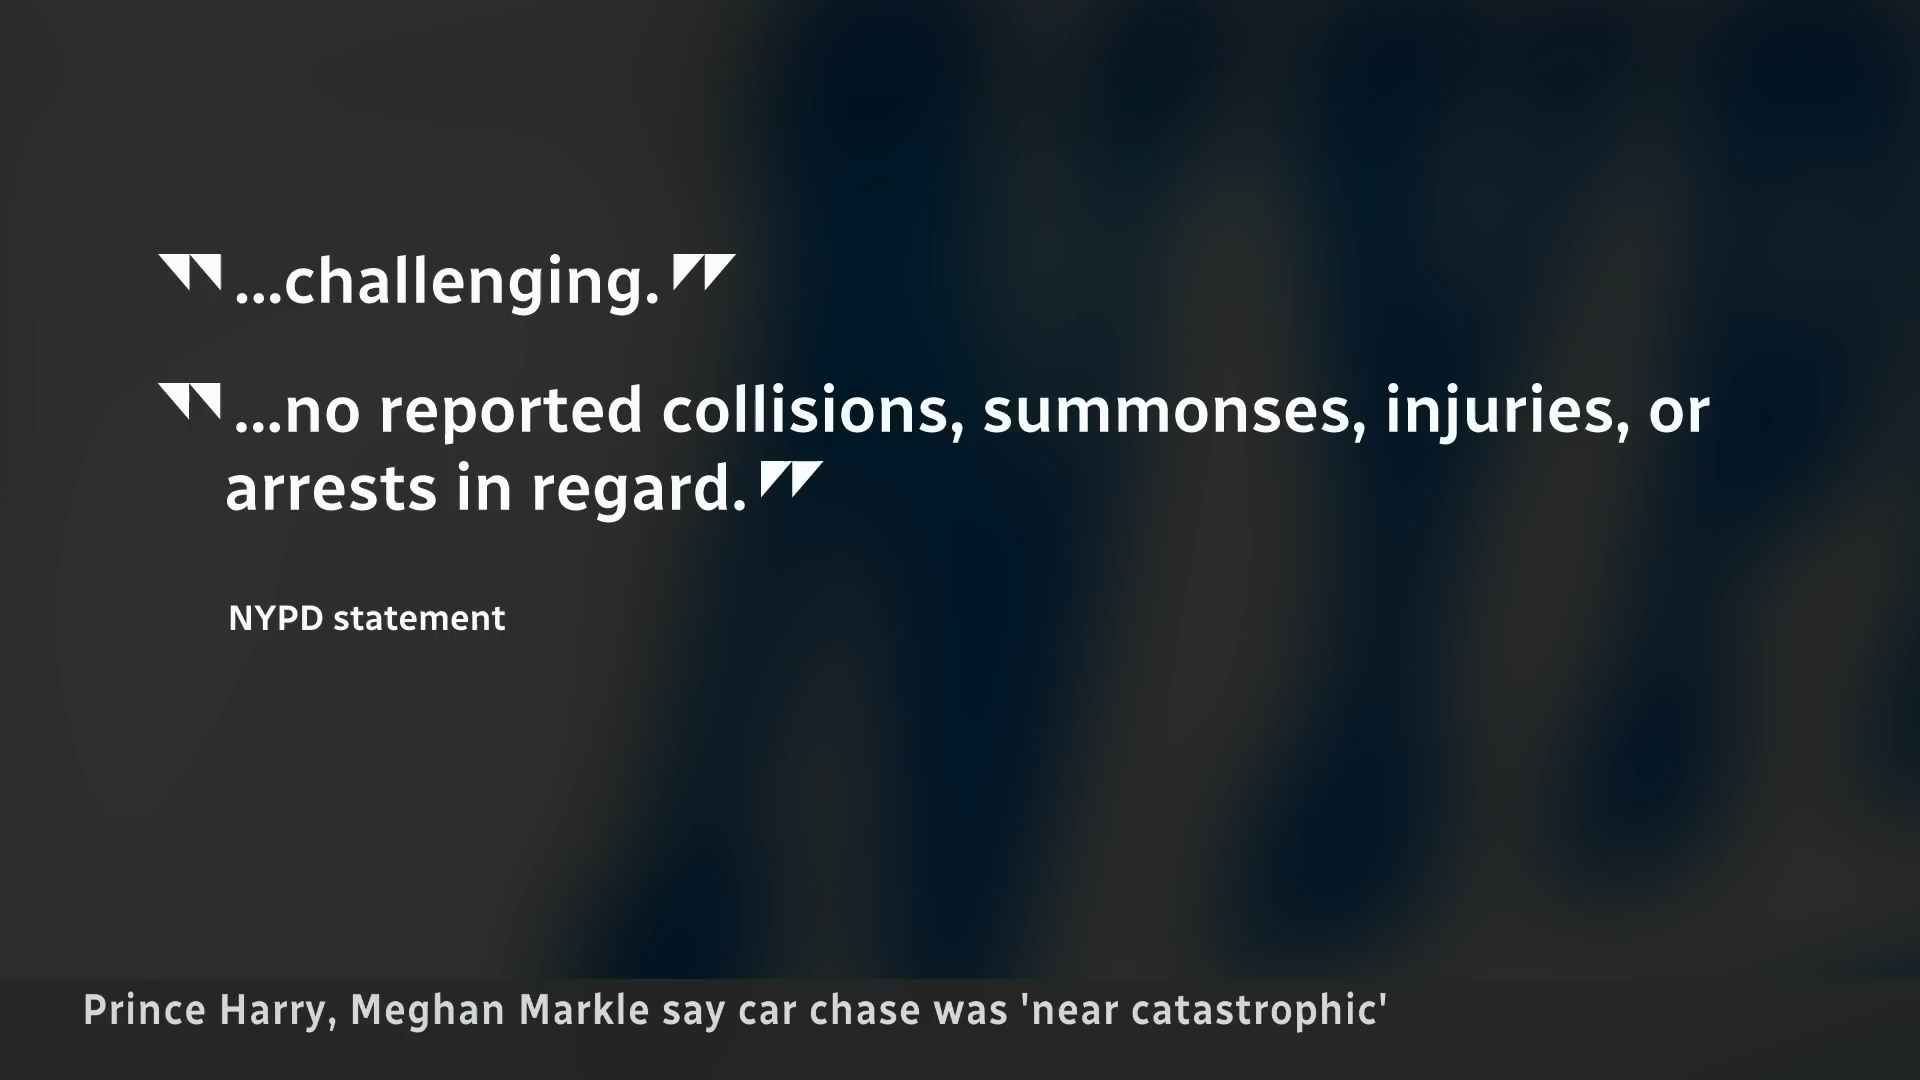 "...challenging."
"...no reported collisions, summonses, injuries, or
arrests in regard."
NYPD statement
Prince Harry, Meghan Markle say car chase was 'near catastrophic'